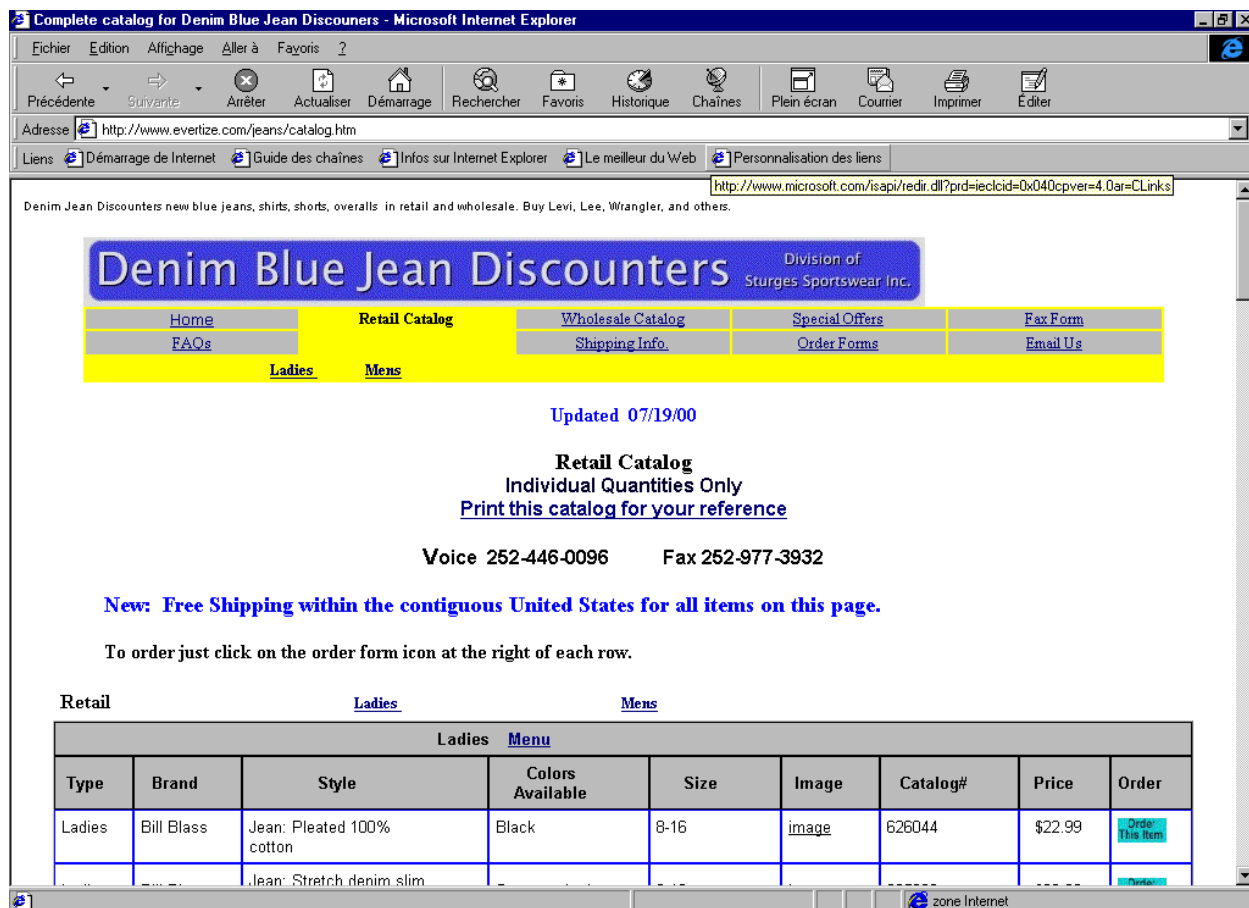 Complete catalog for Denim Blue Jean Discouners - Microsoft Internet Explorer
Fichier Edition Affichage Aller à Favoris ?
Précédente Suivante Arrêter Actualiser Démarrage Rechercher Favoris Historique Chaînes Plein écran Courrier Imprimer Éditer
Adresse http://www.evertize.com/jeans/catalog.htm
Liens Démarrage de Internet Guide des chaînes Infos sur Internet Explorer Le meilleur du Web Personnalisation des liens
http://www.microsoft.com/isapi/redir.dll?prd=ieclcid=0x040cpver=4.0ar=CLinks
Denim Jean Discounters new blue jeans, shirts, shorts, overalls in retail and wholesale. Buy Levi, Lee, Wrangler, and others.
Denim Blue Jean Discounters Division of
Sturges Sportswear Inc.
Home Retail Catalog Wholesale Catalog Special Offers Fax Form
FAQs Shipping Info. Order Forms Email Us
Ladies Mens
Updated 07/19/00
Retail Catalog
Individual Quantities Only
Print this catalog for your reference
Voice 252-446-0096 Fax 252-977-3932
New: Free Shipping within the contiguous United States for all items on this page.
To order just click on the order form icon at the right of each row.
Retail Ladies Mens
Ladies Menu
Type Brand Style Colors Available Size Image Catalog# Price Order
Ladies Bill Blass Jean: Pleated 100% Black 8-16 image 626044 $22.99 Order
cotton This Item
Jean: Stretch denim slim
zone Internet